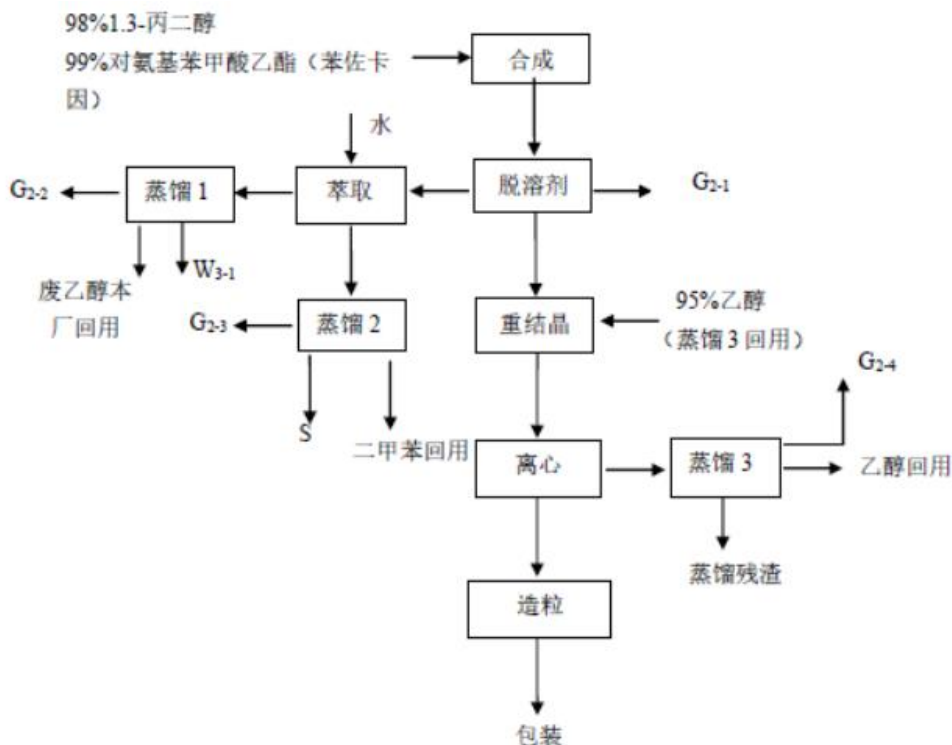 98%1.3-丙二醇
99%对氨基苯甲酸乙酯（苯佐卡
因）
合成
水
G2-2
蒸馏 1
萃取
脱溶剂
G2-1
废乙醇本
厂回用
W3-1
G2-3
蒸馏 2
重结晶
95%乙醇
（蒸馏 3 回用）
G2-4
S
二甲苯回用
离心
蒸馏 3
乙醇回用
蒸馏残渣
造粒
包装